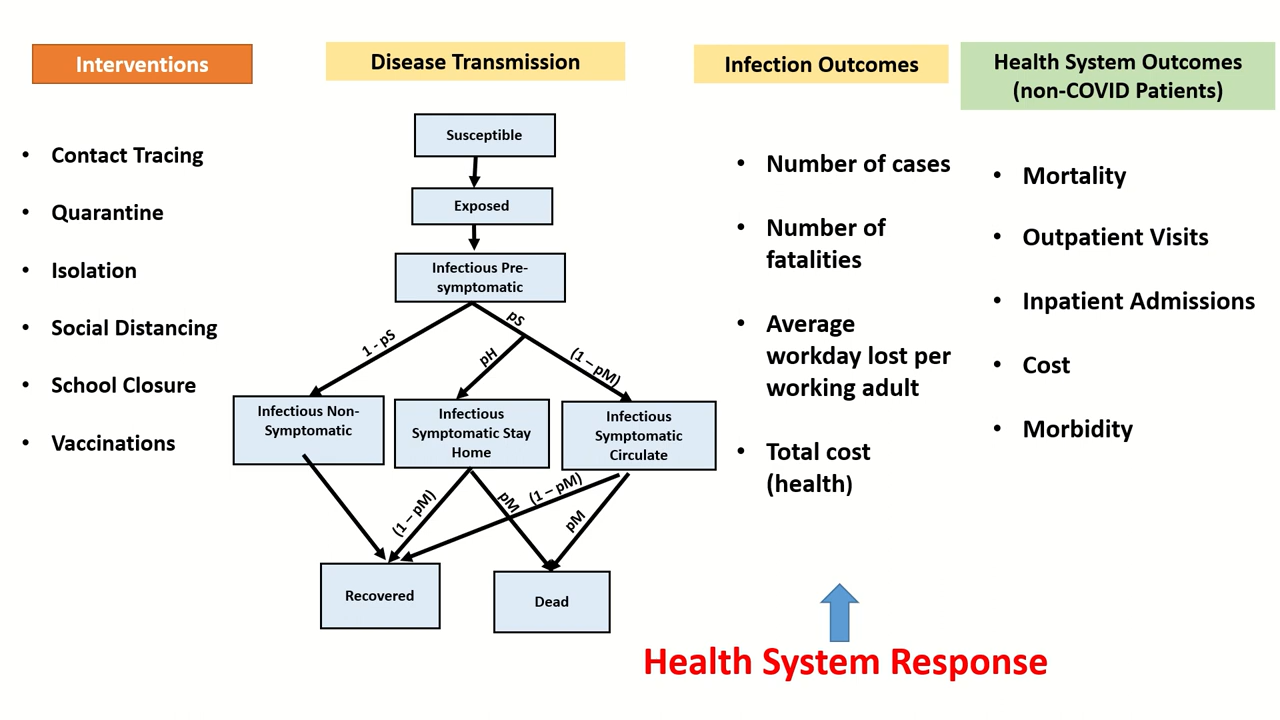 Interventions
Disease Transmission
Infection Outcomes
Health System Outcomes
(non-COVID Patients)
• Contact Tracing
• Quarantine
• Isolation
• Social Distancing
• School Closure
• Vaccinations
Susceptible
Exposed
Infectious Pre-
symptomatic
1 - pS
pS
pH
(1 – pM)
Infectious Non-
Symptomatic
Infectious
Symptomatic Stay
Home
Infectious
Symptomatic
Circulate
(1 – pM)
pM
(1 – pM)
pM
Recovered
Dead
• Number of cases
• Number of
fatalities
• Average
workday lost per
working adult
• Total cost
(health)
• Mortality
• Outpatient Visits
• Inpatient Admissions
• Cost
• Morbidity
Health System Response